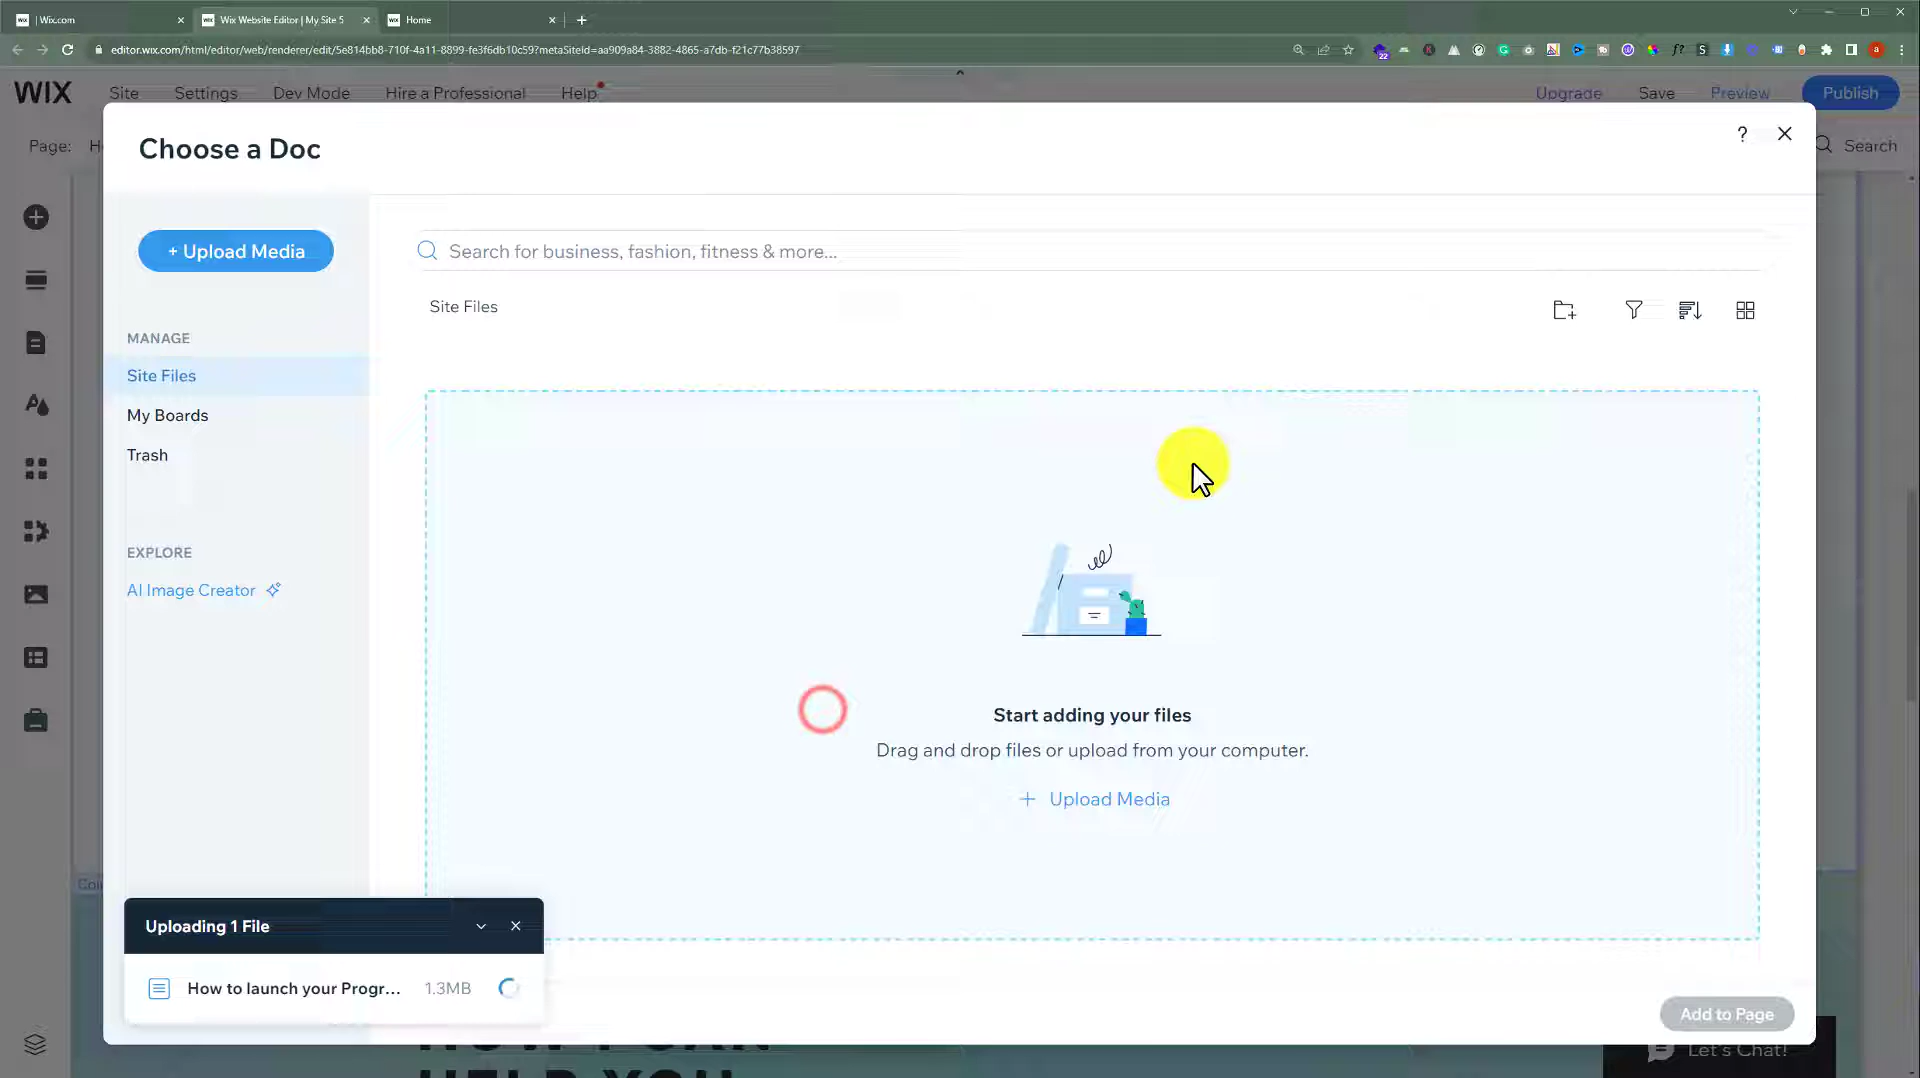 | Wix.com
Wix Website Editor | My Site 5
Home
editor.wix.com/html/editor/web/renderer/edit/5e814bb8-710f-4a11-8899-fe3f6db10c59?metaSiteId=aa909a84-3882-4865-a7db-f21c77b38597
WIX
Site
Settings
Dev Mode
Hire a Professional
Help
Upgrade
Save
Preview
Publish
Page:
Search
Choose a Doc
?
+ Upload Media
Search for business, fashion, fitness & more...
Site Files
MANAGE
Site Files
My Boards
Trash
EXPLORE
AI Image Creator
Start adding your files
Drag and drop files or upload from your computer.
+ Upload Media
Uploading 1 File
How to launch your Progr...
1.3MB
Add to Page
Let's Chat!
HOW I CAN
HELP YOU